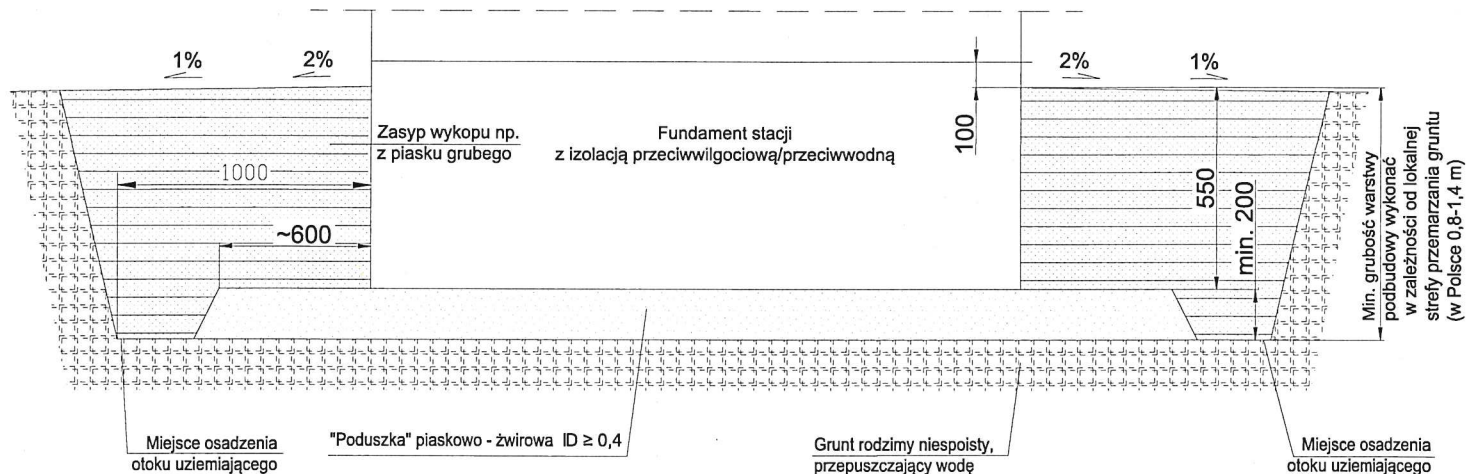 1%
2%
2%
1%
100
Zasyp wykopu np.
z piasku grubego
Fundament stacji
z izolacją przeciwwilgociową/przeciwwodną
1000
~600
550
min. 200
Min. grubość warstwy
podbudowy wykonać
w zależności od lokalnej
strefy przemarzania gruntu
(w Polsce 0,8-1,4 m)
Miejsce osadzenia
otoku uziemiającego
"Poduszka" piaskowo - żwirowa ID ≥ 0,4
Grunt rodzimy niespoisty,
przepuszczający wodę
Miejsce osadzenia
otoku uziemiającego